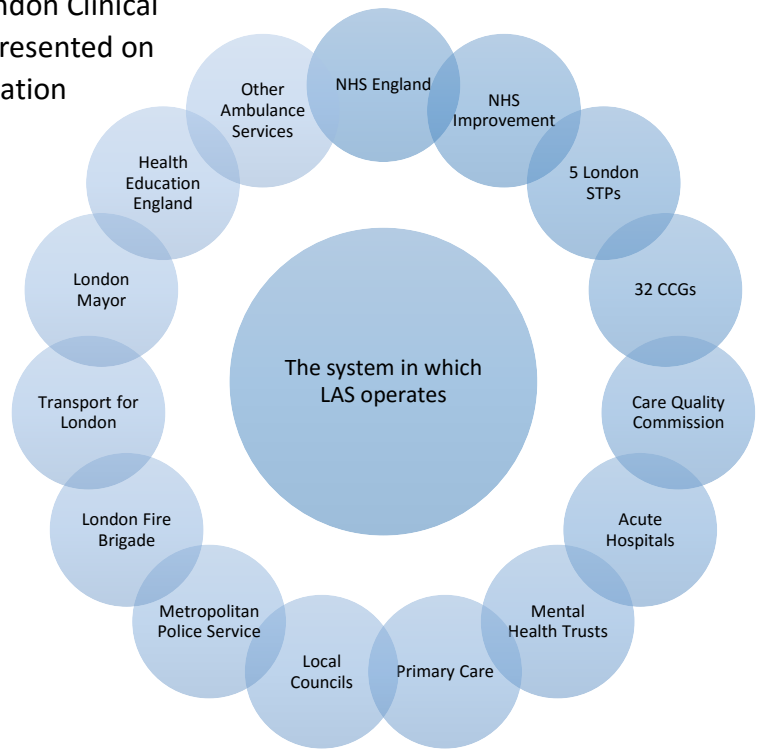 ndon Clinical
resented on
ation
NHS England
NHS
Improvement
5 London
STPs
32 CCGs
Care Quality
Commission
Acute
Hospitals
Mental
Health Trusts
Primary Care
Local
Councils
Metropolitan
Police Service
London Fire
Brigade
Transport for
London
London
Mayor
Health
Education
England
Other
Ambulance
Services
The system in which
LAS operates